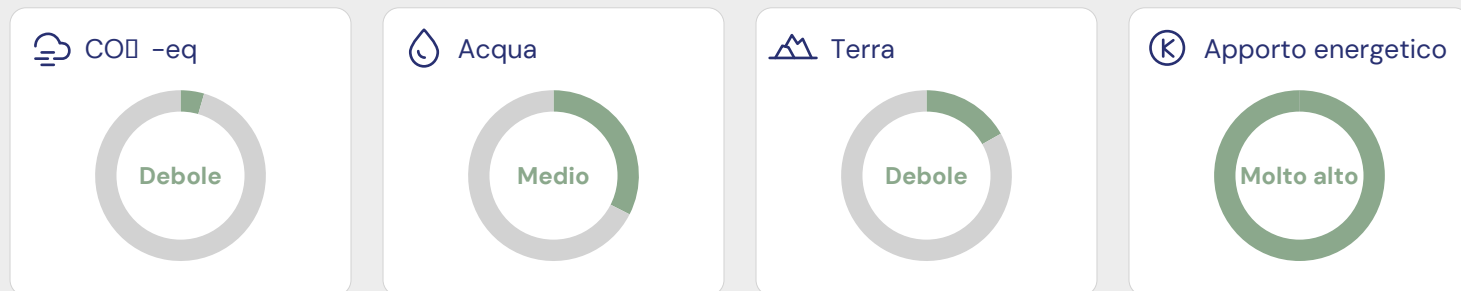 CO▯ -eq
Debole
Acqua
Medio
Terra
Debole
Apporto energetico
Molto alto